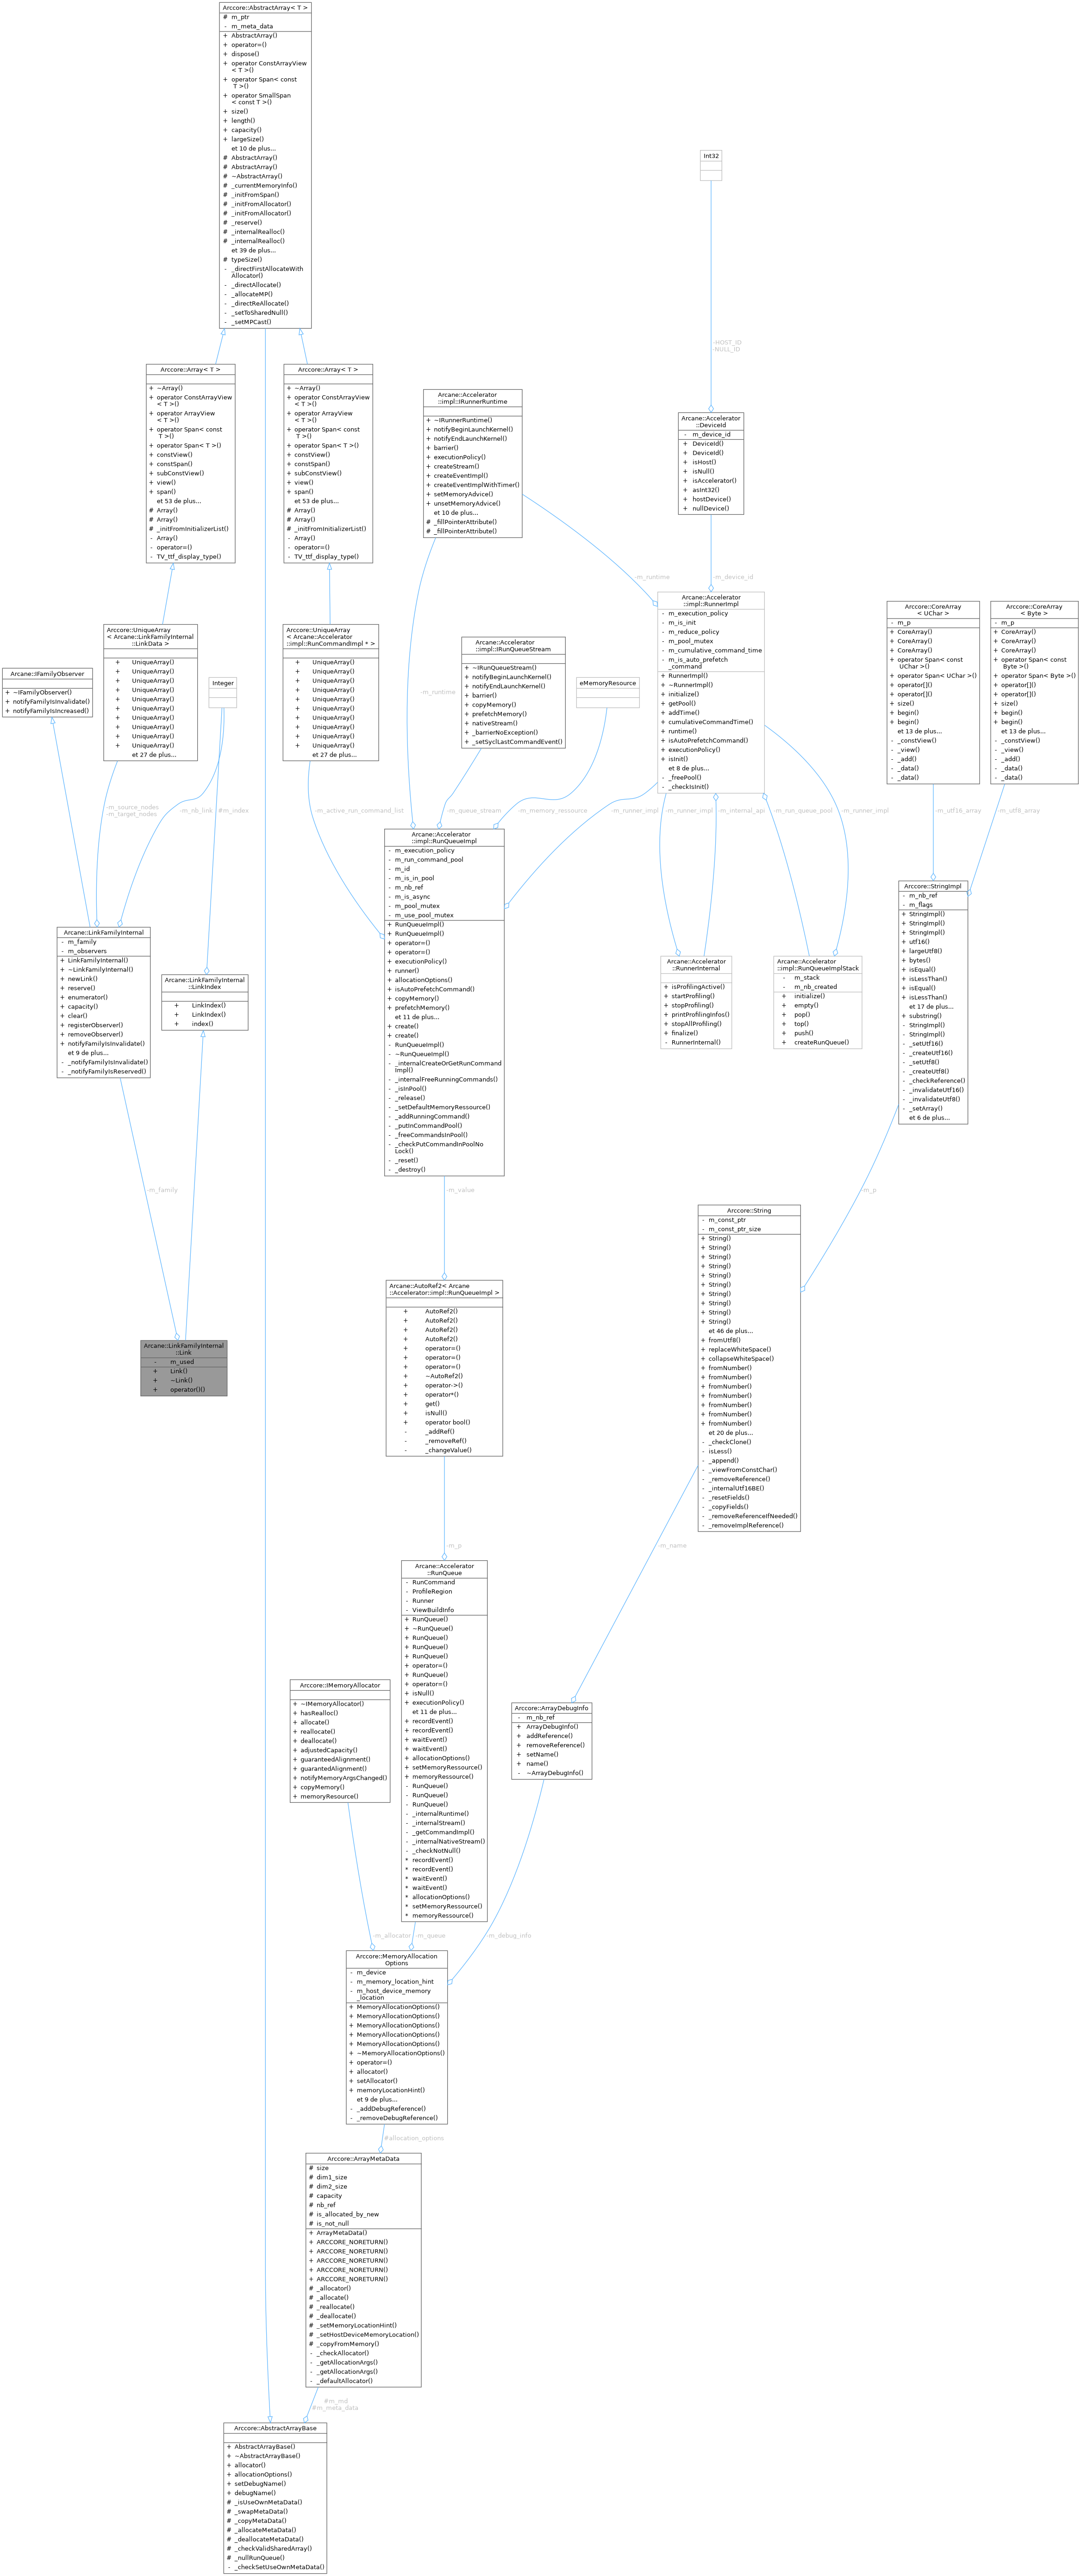 Arccore::AbstractArray< T >
# m_ptr
- m_meta_data
+ AbstractArray()
+ operator=()
+ dispose()
+ operator ConstArrayView
< T >()
+ operator Span< const
T >()
+ operator SmallSpan
< const T >()
+ size()
+ length()
+ capacity()
+ largeSize()
et 10 de plus...
# AbstractArray()
# AbstractArray()
# ~AbstractArray()
# _currentMemoryInfo()
# _initFromSpan()
# _initFromAllocator()
# _initFromAllocator()
# _reserve()
# _internalRealloc()
# _internalRealloc()
et 39 de plus...
# typeSize()
- _directFirstAllocateWith
Allocator()
- _directAllocate()
- _allocateMP()
- _directReAllocate()
- _setToSharedNull()
- _setMPCast()
Int32
-HOST_ID
-NULL_ID
Arccore::Array< T >
+ ~Array()
+ operator ConstArrayView
< T >()
+ operator ArrayView
< T >()
+ operator Span< const
T >()
+ operator Span< T >()
+ constView()
+ constSpan()
+ subConstView()
+ view()
+ span()
et 53 de plus...
# Array()
# Array()
# _initFromInitializerList()
- Array()
- operator=()
- TV_ttf_display_type()
Arccore::Array< T >
+ ~Array()
+ operator ConstArrayView
< T >()
+ operator ArrayView
< T >()
+ operator Span< const
T >()
+ operator Span< T >()
+ constView()
+ constSpan()
+ subConstView()
+ view()
+ span()
et 53 de plus...
# Array()
# Array()
# _initFromInitializerList()
- Array()
- operator=()
- TV_ttf_display_type()
Arcane::Accelerator
::impl::IRunnerRuntime
+ ~IRunnerRuntime()
+ notifyBeginLaunchKernel()
+ notifyEndLaunchKernel()
+ barrier()
+ executionPolicy()
+ createStream()
+ createEventImpl()
+ createEventImplWithTimer()
+ setMemoryAdvice()
+ unsetMemoryAdvice()
et 10 de plus...
# _fillPointerAttribute()
# _fillPointerAttribute()
Arcane::Accelerator
::DeviceId
- m_device_id
+ DeviceId()
+ DeviceId()
+ isHost()
+ isNull()
+ isAccelerator()
+ asInt32()
+ hostDevice()
+ nullDevice()
-m_runtime
-m_device_id
Arcane::IFamilyObserver
+ ~IFamilyObserver()
+ notifyFamilyIsInvalidate()
+ notifyFamilyIsIncreased()
Arccore::UniqueArray
< Arcane::LinkFamilyInternal
::LinkData >
+ UniqueArray()
+ UniqueArray()
+ UniqueArray()
+ UniqueArray()
+ UniqueArray()
+ UniqueArray()
+ UniqueArray()
+ UniqueArray()
+ UniqueArray()
+ UniqueArray()
et 27 de plus...
Integer
Arccore::UniqueArray
< Arcane::Accelerator
::impl::RunCommandImpl * >
+ UniqueArray()
+ UniqueArray()
+ UniqueArray()
+ UniqueArray()
+ UniqueArray()
+ UniqueArray()
+ UniqueArray()
+ UniqueArray()
+ UniqueArray()
+ UniqueArray()
et 27 de plus...
-m_runtime
Arcane::Accelerator
::impl::IRunQueueStream
+ ~IRunQueueStream()
+ notifyBeginLaunchKernel()
+ notifyEndLaunchKernel()
+ barrier()
+ copyMemory()
+ prefetchMemory()
+ nativeStream()
+ _barrierNoException()
+ _setSyclLastCommandEvent()
eMemoryResource
Arcane::Accelerator
::impl::RunnerImpl
- m_execution_policy
- m_is_init
- m_reduce_policy
- m_pool_mutex
- m_cumulative_command_time
- m_is_auto_prefetch
_command
+ RunnerImpl()
+ ~RunnerImpl()
+ initialize()
+ getPool()
+ addTime()
+ cumulativeCommandTime()
+ runtime()
+ isAutoPrefetchCommand()
+ executionPolicy()
+ isInit()
et 8 de plus...
- _freePool()
- _checkIsInit()
Arccore::CoreArray
< UChar >
- m_p
+ CoreArray()
+ CoreArray()
+ CoreArray()
+ operator Span< const
UChar >()
+ operator Span< UChar >()
+ operator[]()
+ operator[]()
+ size()
+ begin()
+ begin()
et 13 de plus...
- _constView()
- _view()
- _add()
- _data()
- _data()
Arccore::CoreArray
< Byte >
- m_p
+ CoreArray()
+ CoreArray()
+ CoreArray()
+ operator Span< const
Byte >()
+ operator Span< Byte >()
+ operator[]()
+ operator[]()
+ size()
+ begin()
+ begin()
et 13 de plus...
- _constView()
- _view()
- _add()
- _data()
- _data()
-m_source_nodes
-m_target_nodes
-m_nb_link
#m_index
-m_active_run_command_list
-m_queue_stream
-m_memory_ressource
-m_runner_impl
-m_runner_impl
-m_internal_api
-m_run_queue_pool
-m_runner_impl
-m_utf16_array
-m_utf8_array
Arcane::LinkFamilyInternal
- m_family
- m_observers
+ LinkFamilyInternal()
+ ~LinkFamilyInternal()
+ newLink()
+ reserve()
+ enumerator()
+ capacity()
+ clear()
+ registerObserver()
+ removeObserver()
+ notifyFamilyIsInvalidate()
et 9 de plus...
- _notifyFamilyIsInvalidate()
- _notifyFamilyIsReserved()
Arcane::LinkFamilyInternal
::LinkIndex
+ LinkIndex()
+ LinkIndex()
+ index()
Arcane::Accelerator
::impl::RunQueueImpl
- m_execution_policy
- m_run_command_pool
- m_id
- m_is_in_pool
- m_nb_ref
- m_is_async
- m_pool_mutex
- m_use_pool_mutex
+ RunQueueImpl()
+ RunQueueImpl()
+ operator=()
+ operator=()
+ executionPolicy()
+ runner()
+ allocationOptions()
+ isAutoPrefetchCommand()
+ copyMemory()
+ prefetchMemory()
et 11 de plus...
+ create()
+ create()
- RunQueueImpl()
- ~RunQueueImpl()
- _internalCreateOrGetRunCommand
Impl()
- _internalFreeRunningCommands()
- _isInPool()
- _release()
- _setDefaultMemoryRessource()
- _addRunningCommand()
- _putInCommandPool()
- _freeCommandsInPool()
- _checkPutCommandInPoolNo
Lock()
- _reset()
- _destroy()
Arcane::Accelerator
::RunnerInternal
+ isProfilingActive()
+ startProfiling()
+ stopProfiling()
+ printProfilingInfos()
+ stopAllProfiling()
+ finalize()
- RunnerInternal()
Arcane::Accelerator
::impl::RunQueueImplStack
- m_stack
- m_nb_created
+ initialize()
+ empty()
+ pop()
+ top()
+ push()
+ createRunQueue()
Arccore::StringImpl
- m_nb_ref
- m_flags
+ StringImpl()
+ StringImpl()
+ StringImpl()
+ utf16()
+ largeUtf8()
+ bytes()
+ isEqual()
+ isLessThan()
+ isEqual()
+ isLessThan()
et 17 de plus...
+ substring()
- StringImpl()
- StringImpl()
- _setUtf16()
- _createUtf16()
- _setUtf8()
- _createUtf8()
- _checkReference()
- _invalidateUtf16()
- _invalidateUtf8()
- _setArray()
et 6 de plus...
-m_family
-m_value
-m_p
Arcane::LinkFamilyInternal
::Link
- m_used
+ Link()
+ ~Link()
+ operator()()
Arcane::AutoRef2< Arcane
::Accelerator::impl::RunQueueImpl >
+ AutoRef2()
+ AutoRef2()
+ AutoRef2()
+ AutoRef2()
+ operator=()
+ operator=()
+ operator=()
+ ~AutoRef2()
+ operator->()
+ operator*()
+ get()
+ isNull()
+ operator bool()
- _addRef()
- _removeRef()
- _changeValue()
Arccore::String
- m_const_ptr
- m_const_ptr_size
+ String()
+ String()
+ String()
+ String()
+ String()
+ String()
+ String()
+ String()
+ String()
+ String()
et 46 de plus...
+ fromUtf8()
+ replaceWhiteSpace()
+ collapseWhiteSpace()
+ fromNumber()
+ fromNumber()
+ fromNumber()
+ fromNumber()
+ fromNumber()
+ fromNumber()
+ fromNumber()
et 20 de plus...
- _checkClone()
- isLess()
- _append()
- _viewFromConstChar()
- _removeReference()
- _internalUtf16BE()
- _resetFields()
- _copyFields()
- _removeReferenceIfNeeded()
- _removeImplReference()
-m_p
-m_name
Arcane::Accelerator
::RunQueue
- RunCommand
- ProfileRegion
- Runner
- ViewBuildInfo
+ RunQueue()
+ ~RunQueue()
+ RunQueue()
+ RunQueue()
+ RunQueue()
+ operator=()
+ RunQueue()
+ operator=()
+ isNull()
+ executionPolicy()
et 11 de plus...
+ recordEvent()
+ recordEvent()
+ waitEvent()
+ waitEvent()
+ allocationOptions()
+ setMemoryRessource()
+ memoryRessource()
- RunQueue()
- RunQueue()
- RunQueue()
- _internalRuntime()
- _internalStream()
- _getCommandImpl()
- _internalNativeStream()
- _checkNotNull()
* recordEvent()
* recordEvent()
* waitEvent()
* waitEvent()
* allocationOptions()
* setMemoryRessource()
* memoryRessource()
Arccore::IMemoryAllocator
+ ~IMemoryAllocator()
+ hasRealloc()
+ allocate()
+ reallocate()
+ deallocate()
+ adjustedCapacity()
+ guaranteedAlignment()
+ guarantedAlignment()
+ notifyMemoryArgsChanged()
+ copyMemory()
+ memoryResource()
Arccore::ArrayDebugInfo
- m_nb_ref
+ ArrayDebugInfo()
+ addReference()
+ removeReference()
+ setName()
+ name()
- ~ArrayDebugInfo()
-m_allocator
-m_queue
-m_debug_info
Arccore::MemoryAllocation
Options
- m_device
- m_memory_location_hint
- m_host_device_memory
_location
+ MemoryAllocationOptions()
+ MemoryAllocationOptions()
+ MemoryAllocationOptions()
+ MemoryAllocationOptions()
+ MemoryAllocationOptions()
+ ~MemoryAllocationOptions()
+ operator=()
+ allocator()
+ setAllocator()
+ memoryLocationHint()
et 9 de plus...
- _addDebugReference()
- _removeDebugReference()
#allocation_options
Arccore::ArrayMetaData
# size
# dim1_size
# dim2_size
# capacity
# nb_ref
# is_allocated_by_new
# is_not_null
+ ArrayMetaData()
+ ARCCORE_NORETURN()
+ ARCCORE_NORETURN()
+ ARCCORE_NORETURN()
+ ARCCORE_NORETURN()
+ ARCCORE_NORETURN()
# _allocator()
# _allocate()
# _reallocate()
# _deallocate()
# _setMemoryLocationHint()
# _setHostDeviceMemoryLocation()
# _copyFromMemory()
- _checkAllocator()
- _getAllocationArgs()
- _getAllocationArgs()
- _defaultAllocator()
#m_md
#m_meta_data
Arccore::AbstractArrayBase
+ AbstractArrayBase()
+ ~AbstractArrayBase()
+ allocator()
+ allocationOptions()
+ setDebugName()
+ debugName()
# _isUseOwnMetaData()
# _swapMetaData()
# _copyMetaData()
# _allocateMetaData()
# _deallocateMetaData()
# _checkValidSharedArray()
# _nullRunQueue()
- _checkSetUseOwnMetaData()